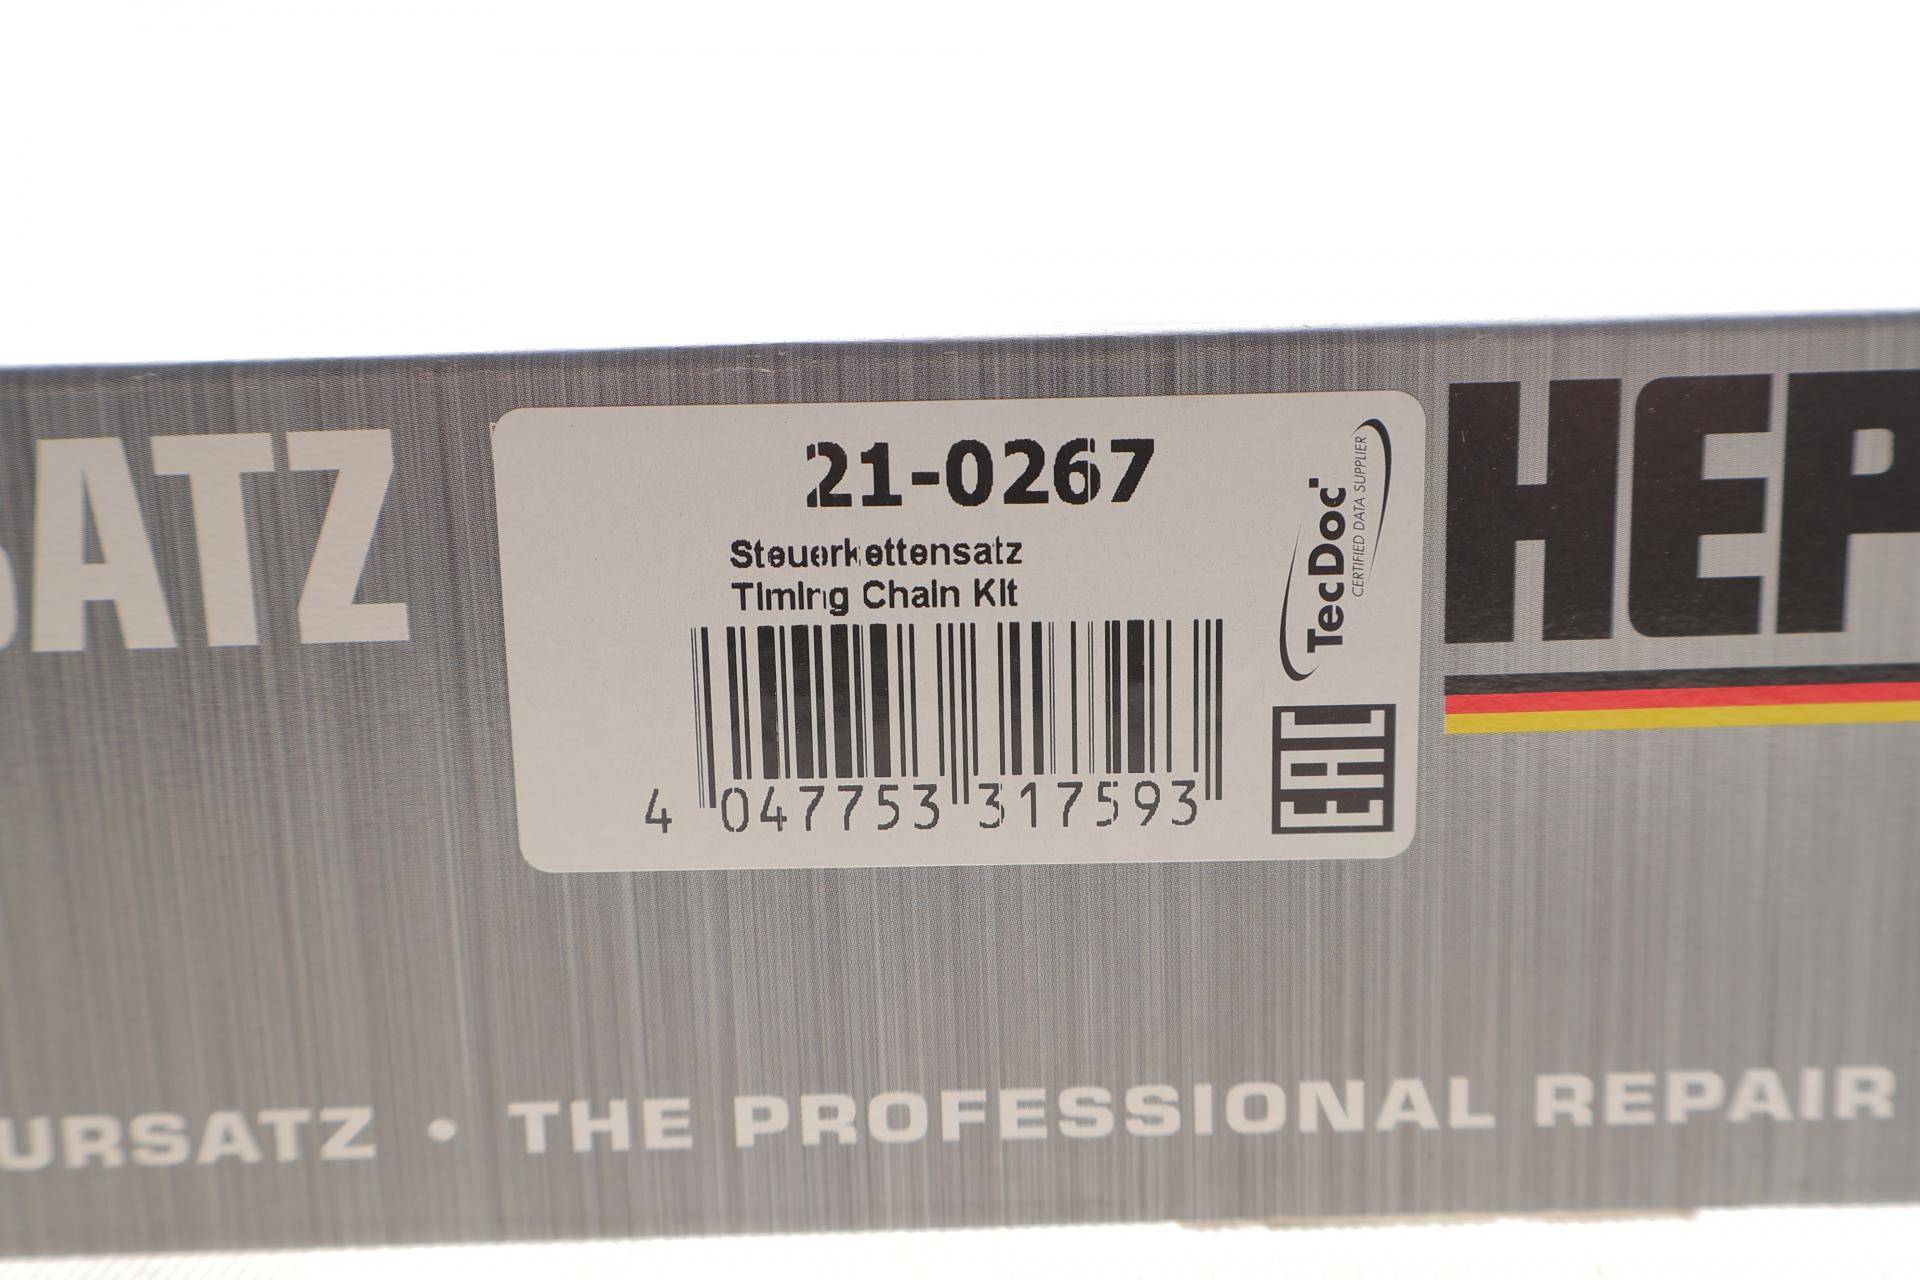 SATZ
21-0267
Steuerkettensatz
Timing Chain Kit
4 047753 317593
TecDoc
CERTIFIED DATA SUPPLIER
EAC
HEP
URSATZ • THE PROFESSIONAL REPAIR